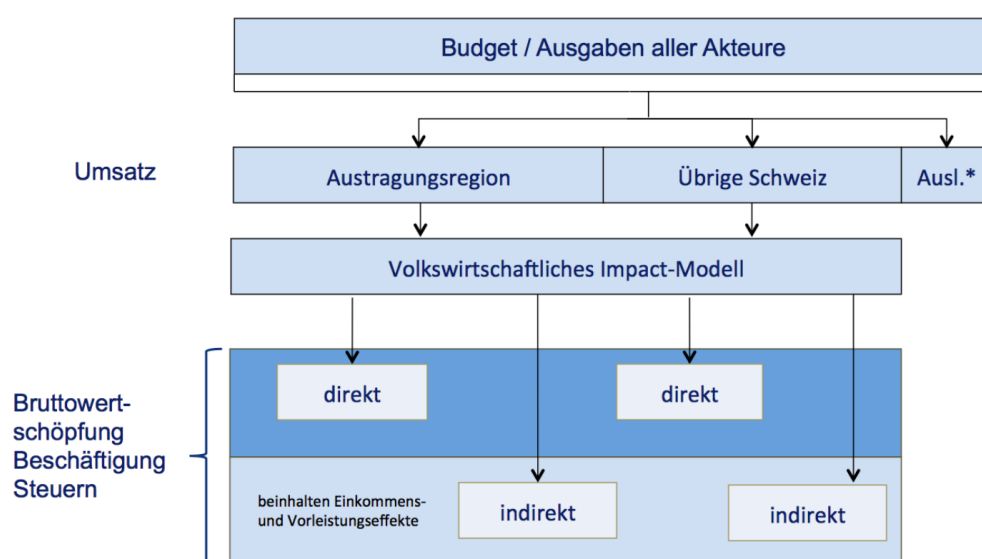 Budget / Ausgaben aller Akteure
Umsatz
Austragungsregion
Übrige Schweiz
Ausl.*
Volkswirtschaftliches Impact-Modell
direkt
direkt
Bruttowert-
schöpfung
Beschäftigung
Steuern
beinhalten Einkommens-
und Vorleistungseffekte
indirekt
indirekt